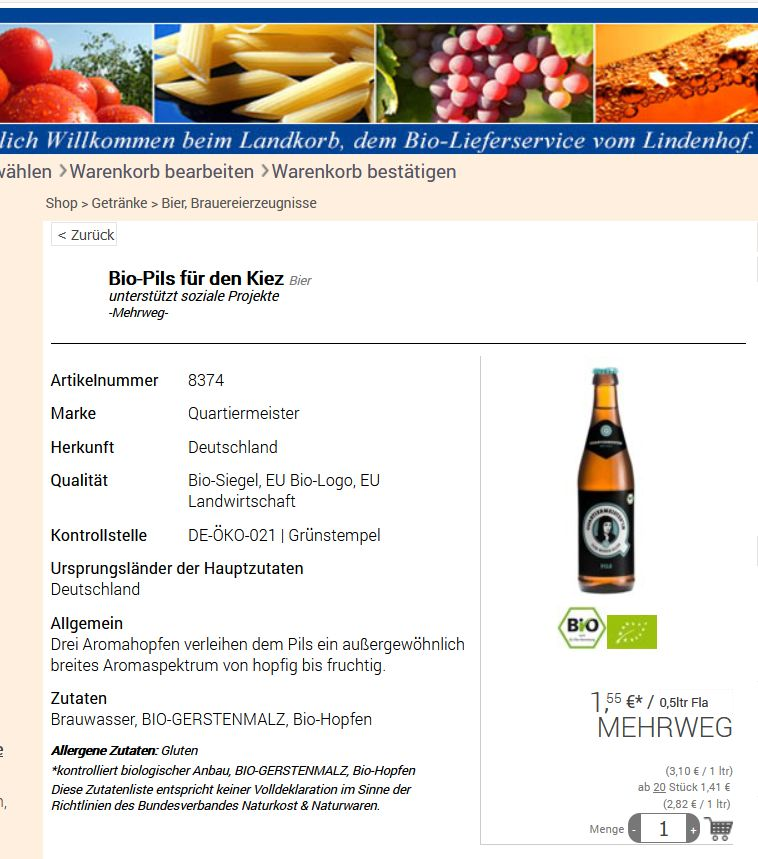 lich Willkommen beim Landkorb, dem Bio-Lieferservice vom Lindenhof.
wählen > Warenkorb bearbeiten > Warenkorb bestätigen
Shop > Getränke > Bier, Brauereierzeugnisse
< Zurück
Bio-Pils für den Kiez Bier
unterstützt soziale Projekte
-Mehrweg-
Artikelnummer 8374
Marke Quartiermeister
Herkunft Deutschland
Qualität Bio-Siegel, EU Bio-Logo, EU
Landwirtschaft
Kontrollstelle DE-ÖKO-021 | Grünstempel
Ursprungsländer der Hauptzutaten
Deutschland
Allgemein
Drei Aromahopfen verleihen dem Pils ein außergewöhnlich
breites Aromaspektrum von hopfig bis fruchtig.
Zutaten
Brauwasser, BIO-GERSTENMALZ, Bio-Hopfen
Allergene Zutaten: Gluten
*kontrolliert biologischer Anbau, BIO-GERSTENMALZ, Bio-Hopfen
Diese Zutatenliste entspricht keiner Volldeklaration im Sinne der
Richtlinien des Bundesverbandes Naturkost & Naturwaren.
PILS
Bio
1,55 €* / 0,5ltr Fla
MEHRWEG
(3,10 € / 1 ltr)
ab 20 Stück 1,41 €
(2,82 € / 1 ltr)
Menge - 1 +